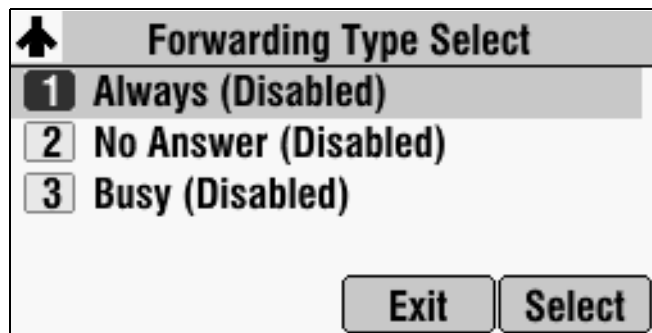 Forwarding Type Select
1 Always (Disabled)
2 No Answer (Disabled)
3 Busy (Disabled)
Exit Select